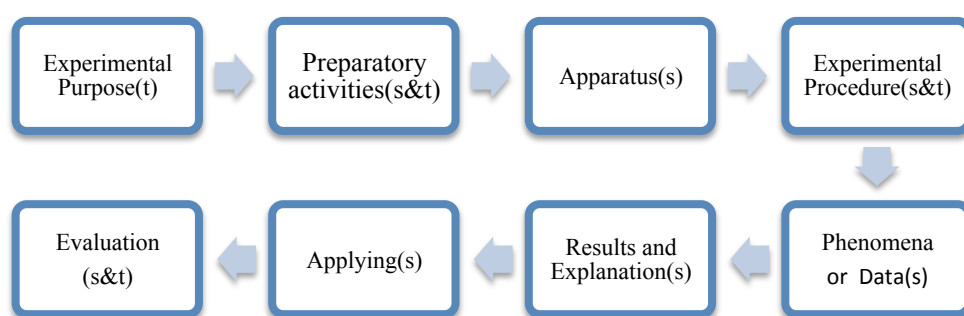 Experimental
Purpose(t)
Preparatory
activities(s&t)
Apparatus(s)
Experimental
Procedure(s&t)
Phenomena
or Data(s)
Results and
Explanation(s)
Applying(s)
Evaluation
(s&t)